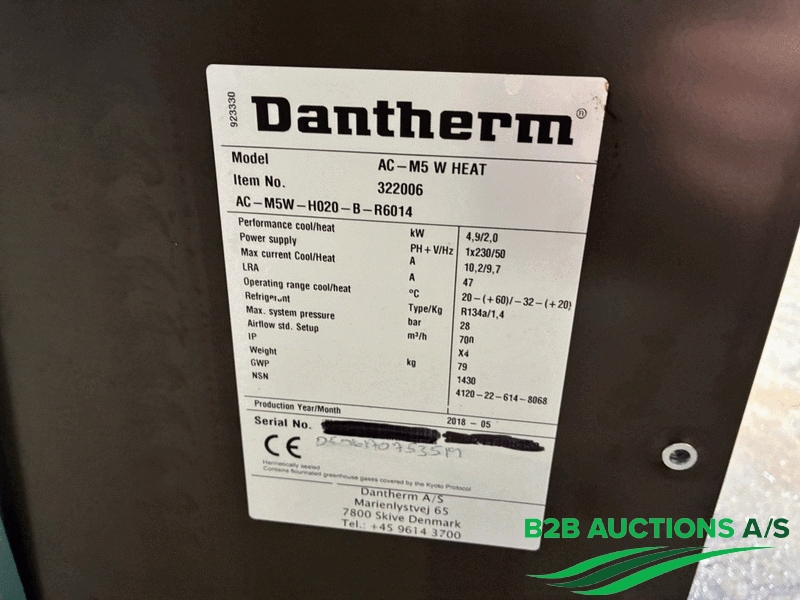 923330
Dantherm®
Model AC-M5 W HEAT
Item No. 322006
AC-M5W-H020-B-R6014
Performance cool/heat kW 4,9/2,0
Power supply PH+V/Hz 1x230/50
Max current Cool/Heat A 10,2/9,7
LRA A 47
Operating range cool/heat °C 20-(+60)/-32-(+20)
Refrigerant Type/Kg R134a/1,4
Max. system pressure bar 28
Airflow std. Setup m³/h 700
IP X4
Weight kg 79
GWP 1430
NSN 4120-22-614-8068
Production Year/Month 2018-05
Serial No.
CE
Hermetically sealed
Contains flourinated greenhouse gases covered by the Kyoto Protocol
Dantherm A/S
Marienlystvej 65
7800 Skive Denmark
Tel.: +45 9614 3700
B2B AUCTIONS A/S